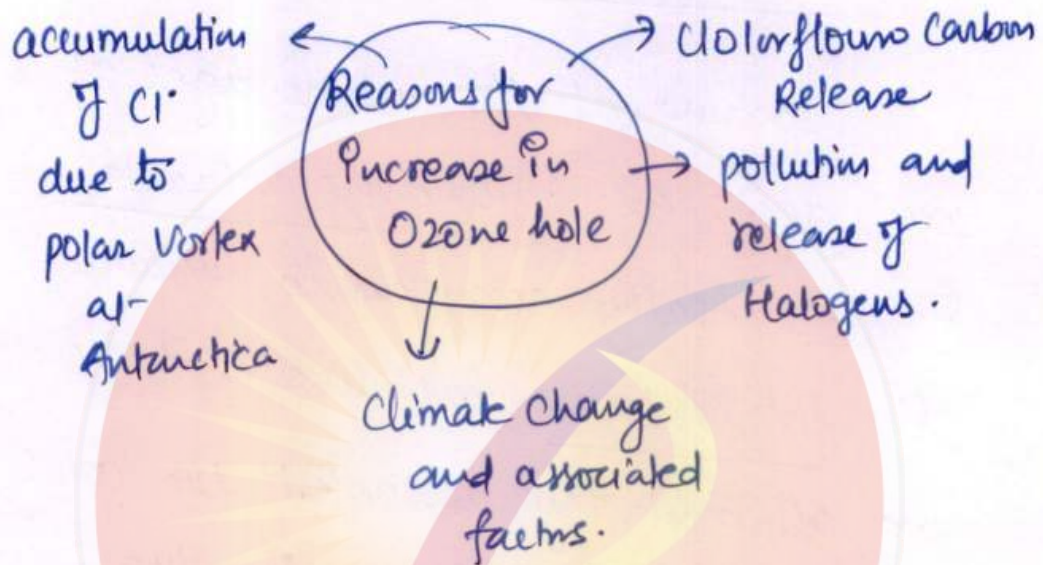 Reasons for
Increase in
Ozone hole
accumulation
of Cl·
due to
polar Vortex
at
Antarctica
Clolorflouro Carbon
Release
pollution and
release of
Halogens.
Climate Change
and associated
factors.